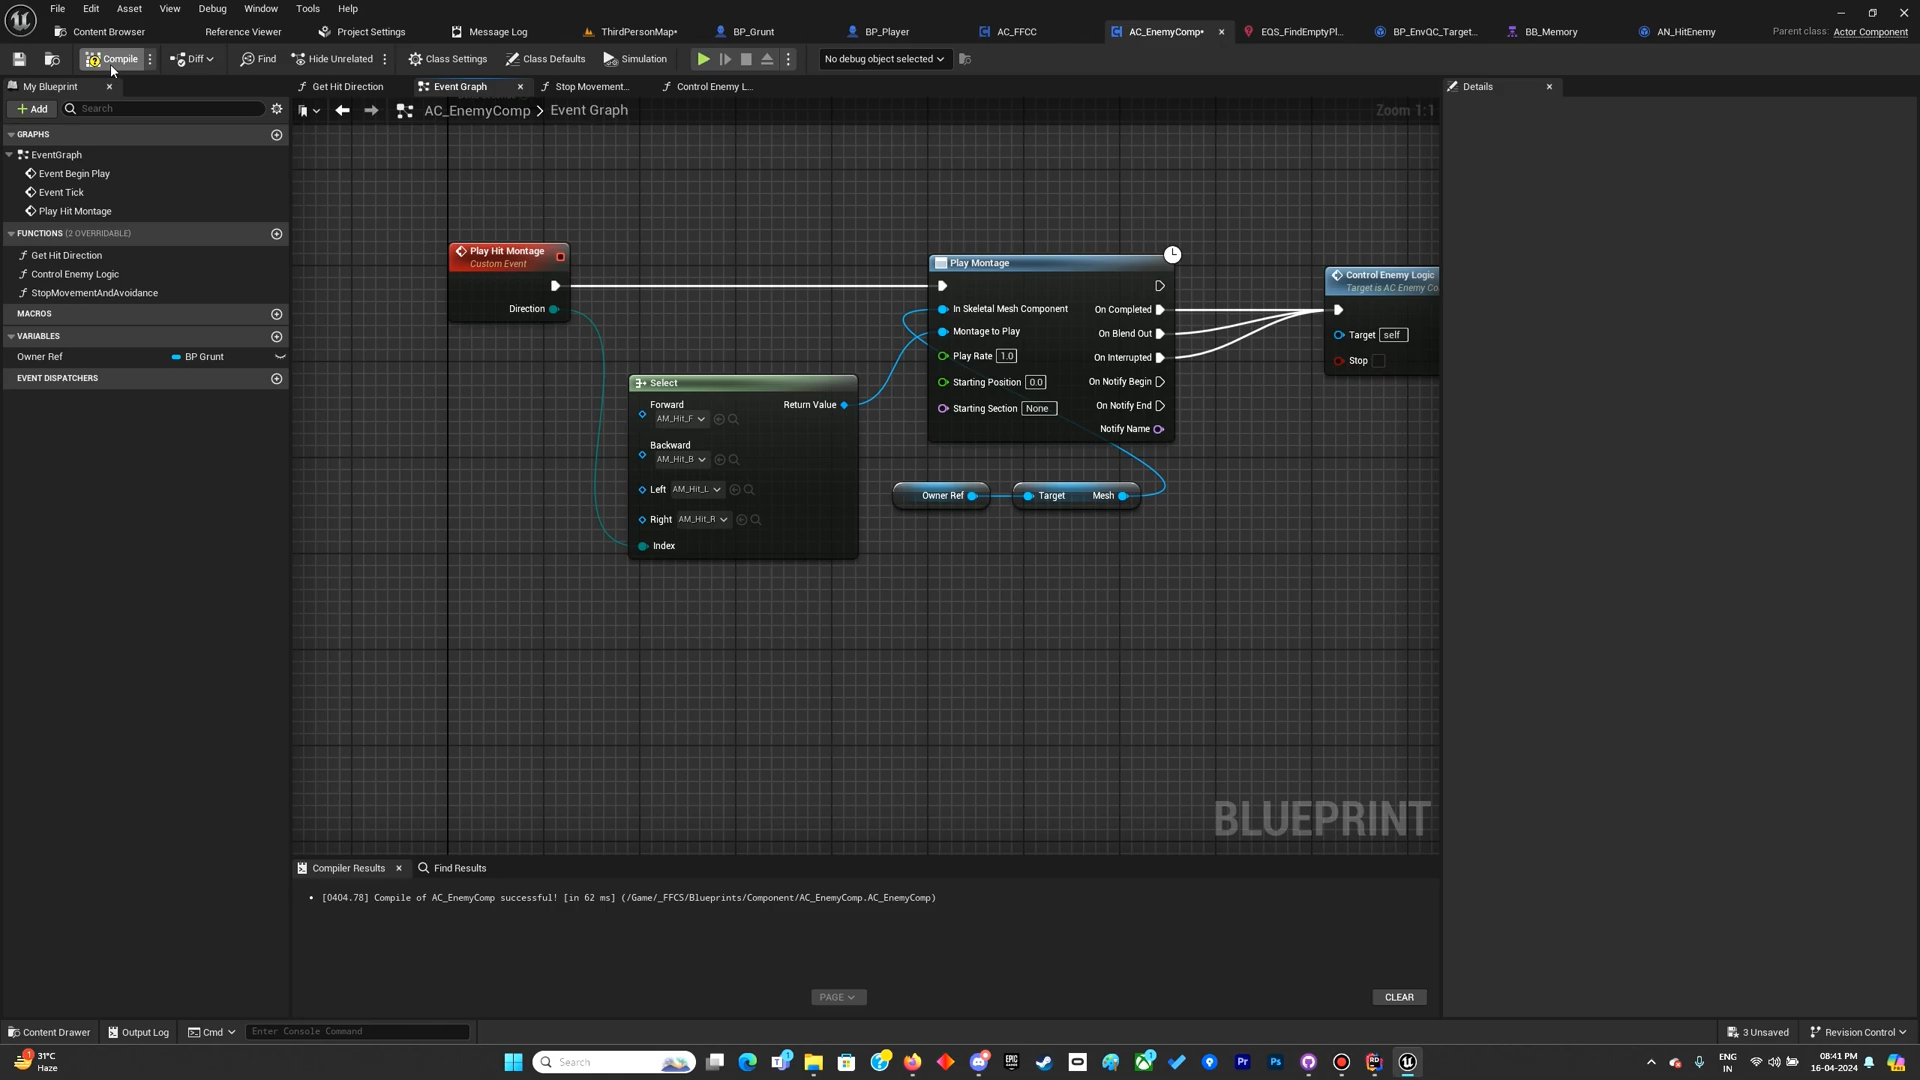 File Edit Asset View Debug Window Tools Help
Content Browser Reference Viewer Project Settings Message Log ThirdPersonMap* BP_Grunt BP_Player AC_FFCC AC_EnemyComp* EQS_FindEmptyPl... BP_EnvQC_Target... BB_Memory AN_HitEnemy Parent class: Actor Component
Compile Diff Find Hide Unrelated Class Settings Class Defaults Simulation No debug object selected
My Blueprint Get Hit Direction Event Graph Stop Movement... Control Enemy L... Details
Add Search
AC_EnemyComp > Event Graph Zoom 1:1
GRAPHS
EventGraph
Event Begin Play
Event Tick
Play Hit Montage
FUNCTIONS (2 OVERRIDABLE)
Get Hit Direction
Control Enemy Logic
StopMovementAndAvoidance
MACROS
VARIABLES
Owner Ref BP Grunt
EVENT DISPATCHERS
Play Hit Montage
Custom Event
Direction
Select
Forward
AM_Hit_F
Return Value
Backward
AM_Hit_B
Left AM_Hit_L
Right AM_Hit_R
Index
Play Montage
In Skeletal Mesh Component On Completed
Montage to Play On Blend Out
Play Rate 1.0 On Interrupted
Starting Position 0.0 On Notify Begin
Starting Section None On Notify End
Notify Name
Owner Ref Target Mesh
Control Enemy Logic
Target is AC Enemy Co
Target self
Stop
BLUEPRINT
Compiler Results Find Results
[0404.78] Compile of AC_EnemyComp successful! [in 62 ms] (/Game/_FFCS/Blueprints/Component/AC_EnemyComp.AC_EnemyComp)
PAGE CLEAR
Content Drawer Output Log Cmd Enter Console Command 3 Unsaved Revision Control
31°C
Haze
Search
ENG
IN
08:41 PM
16-04-2024